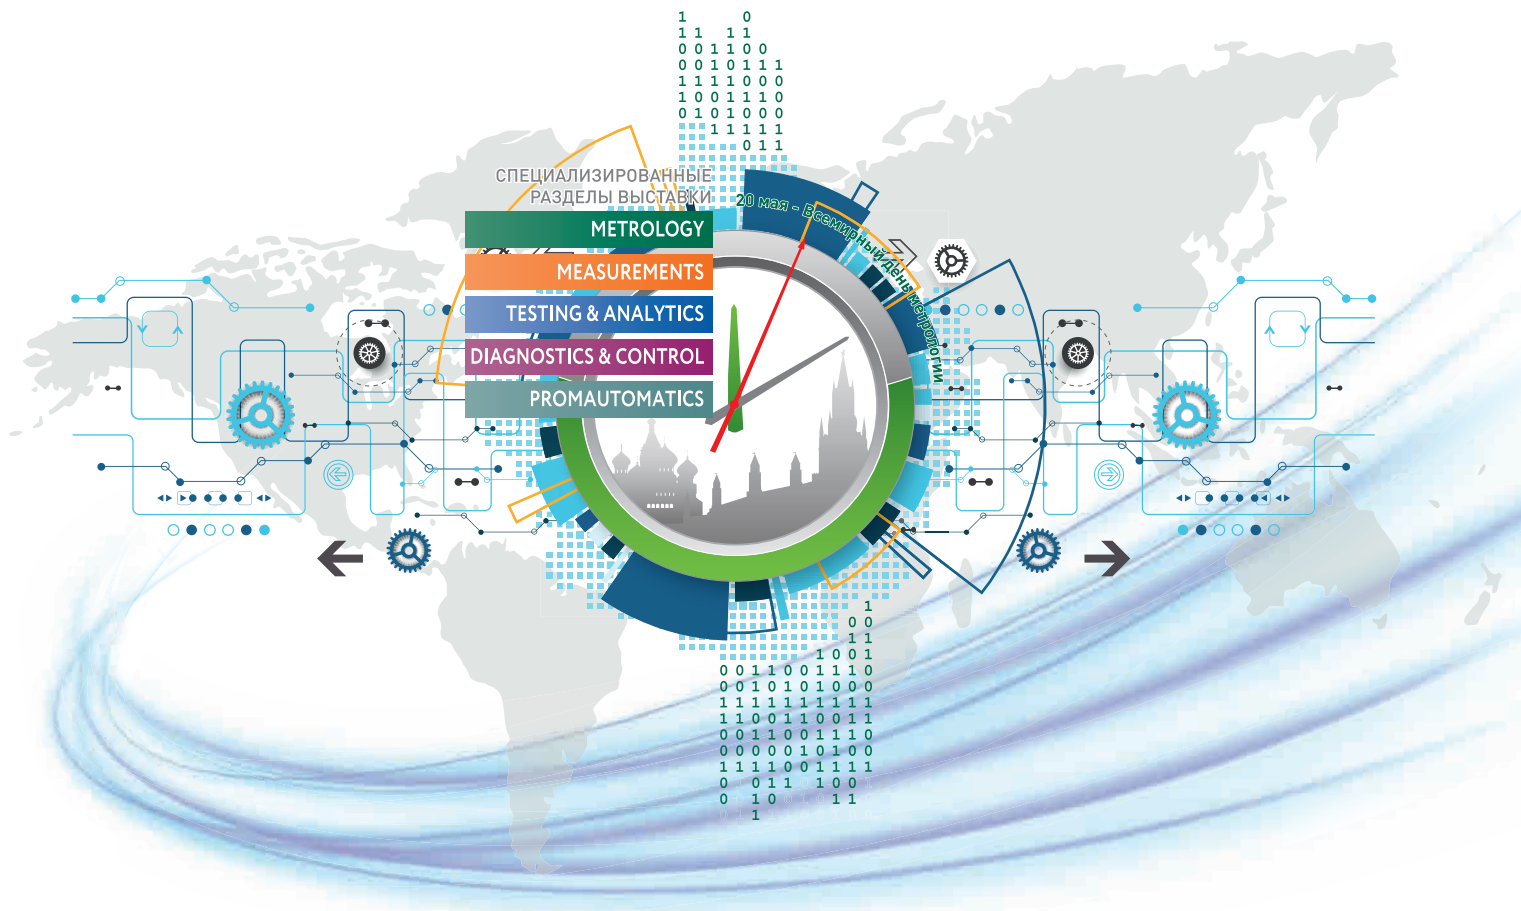 СПЕЦИАЛИЗИРОВАННЫЕ
РАЗДЕЛЫ ВЫСТАВКИ
METROLOGY
MEASUREMENTS
TESTING & ANALYTICS
DIAGNOSTICS & CONTROL
PROMAUTOMATICS
20 мая - Всемирный день метрологии